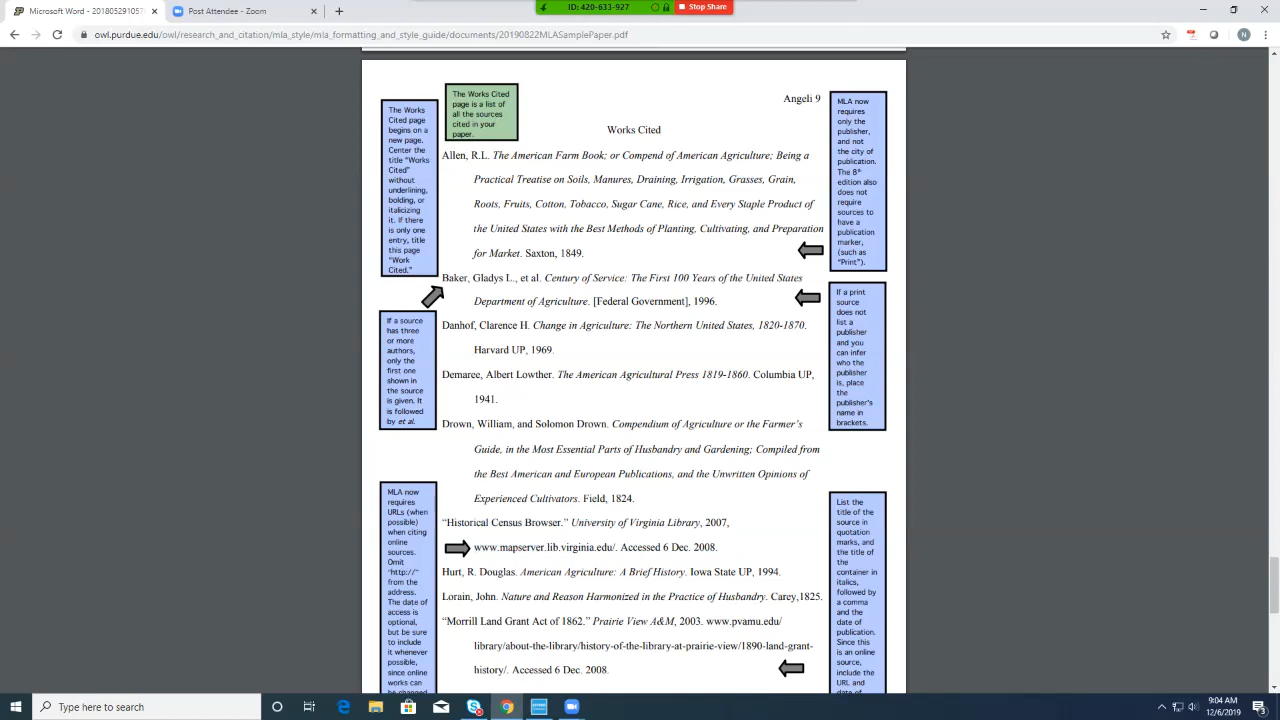 Microsoft Word - 201805291057
Post Attendee - Zoom
ID: 420-633-927
Stop Share
owl.purdue.edu/owl/research_and_citation/mla_style/mla_formatting_and_style_guide/documents/20190822MLASamplePaper.pdf
N
The Works
Cited page
begins on a
new page.
Center the
title "Works
Cited"
without
underlining,
bolding, or
italicizing
it. If there
is only one
entry, title
this page
"Work
Cited."
The Works Cited
page is a list of
all the sources
cited in your
paper.
Angeli 9
MLA now
requires
only the
publisher,
and not
the city of
publication.
The 8th
edition also
does not
require
sources to
have a
publication
marker,
(such as
"Print").
Works Cited
Allen, R.L. The American Farm Book; or Compend of American Agriculture; Being a
Practical Treatise on Soils, Manures, Draining, Irrigation, Grasses, Grain,
Roots, Fruits, Cotton, Tobacco, Sugar Cane, Rice, and Every Staple Product of
the United States with the Best Methods of Planting, Cultivating, and Preparation
for Market. Saxton, 1849.
Baker, Gladys L., et al. Century of Service: The First 100 Years of the United States
Department of Agriculture. [Federal Government], 1996.
Danhof, Clarence H. Change in Agriculture: The Northern United States, 1820-1870.
Harvard UP, 1969.
Demaree, Albert Lowther. The American Agricultural Press 1819-1860. Columbia UP,
1941.
Drown, William, and Solomon Drown. Compendium of Agriculture or the Farmer's
Guide, in the Most Essential Parts of Husbandry and Gardening; Compiled from
the Best American and European Publications, and the Unwritten Opinions of
Experienced Cultivators. Field, 1824.
"Historical Census Browser." University of Virginia Library, 2007,
www.mapserver.lib.virginia.edu/. Accessed 6 Dec. 2008.
Hurt, R. Douglas. American Agriculture: A Brief History. Iowa State UP, 1994.
Lorain, John. Nature and Reason Harmonized in the Practice of Husbandry. Carey,1825.
"Morrill Land Grant Act of 1862." Prairie View A&M, 2003. www.pvamu.edu/
library/about-the-library/history-of-the-library-at-prairie-view/1890-land-grant-
history/. Accessed 6 Dec. 2008.
If a source
has three
or more
authors,
only the
first one
shown in
the source
is given. It
is followed
by et al.
If a print
source
does not
list a
publisher
and you
can infer
who the
publisher
is, place
the
publisher's
name in
brackets.
MLA now
requires
URLs (when
possible)
when citing
online
sources.
Omit
"http://"
from the
address.
The date of
access is
optional,
but be sure
to include
it whenever
possible,
since online
works can
be changed
List the
title of the
source in
quotation
marks, and
the title of
the
container in
italics,
followed by
a comma
and the
date of
publication.
Since this
is an online
source,
include the
URL and
date of
Type here to search
9:04 AM
12/6/2019